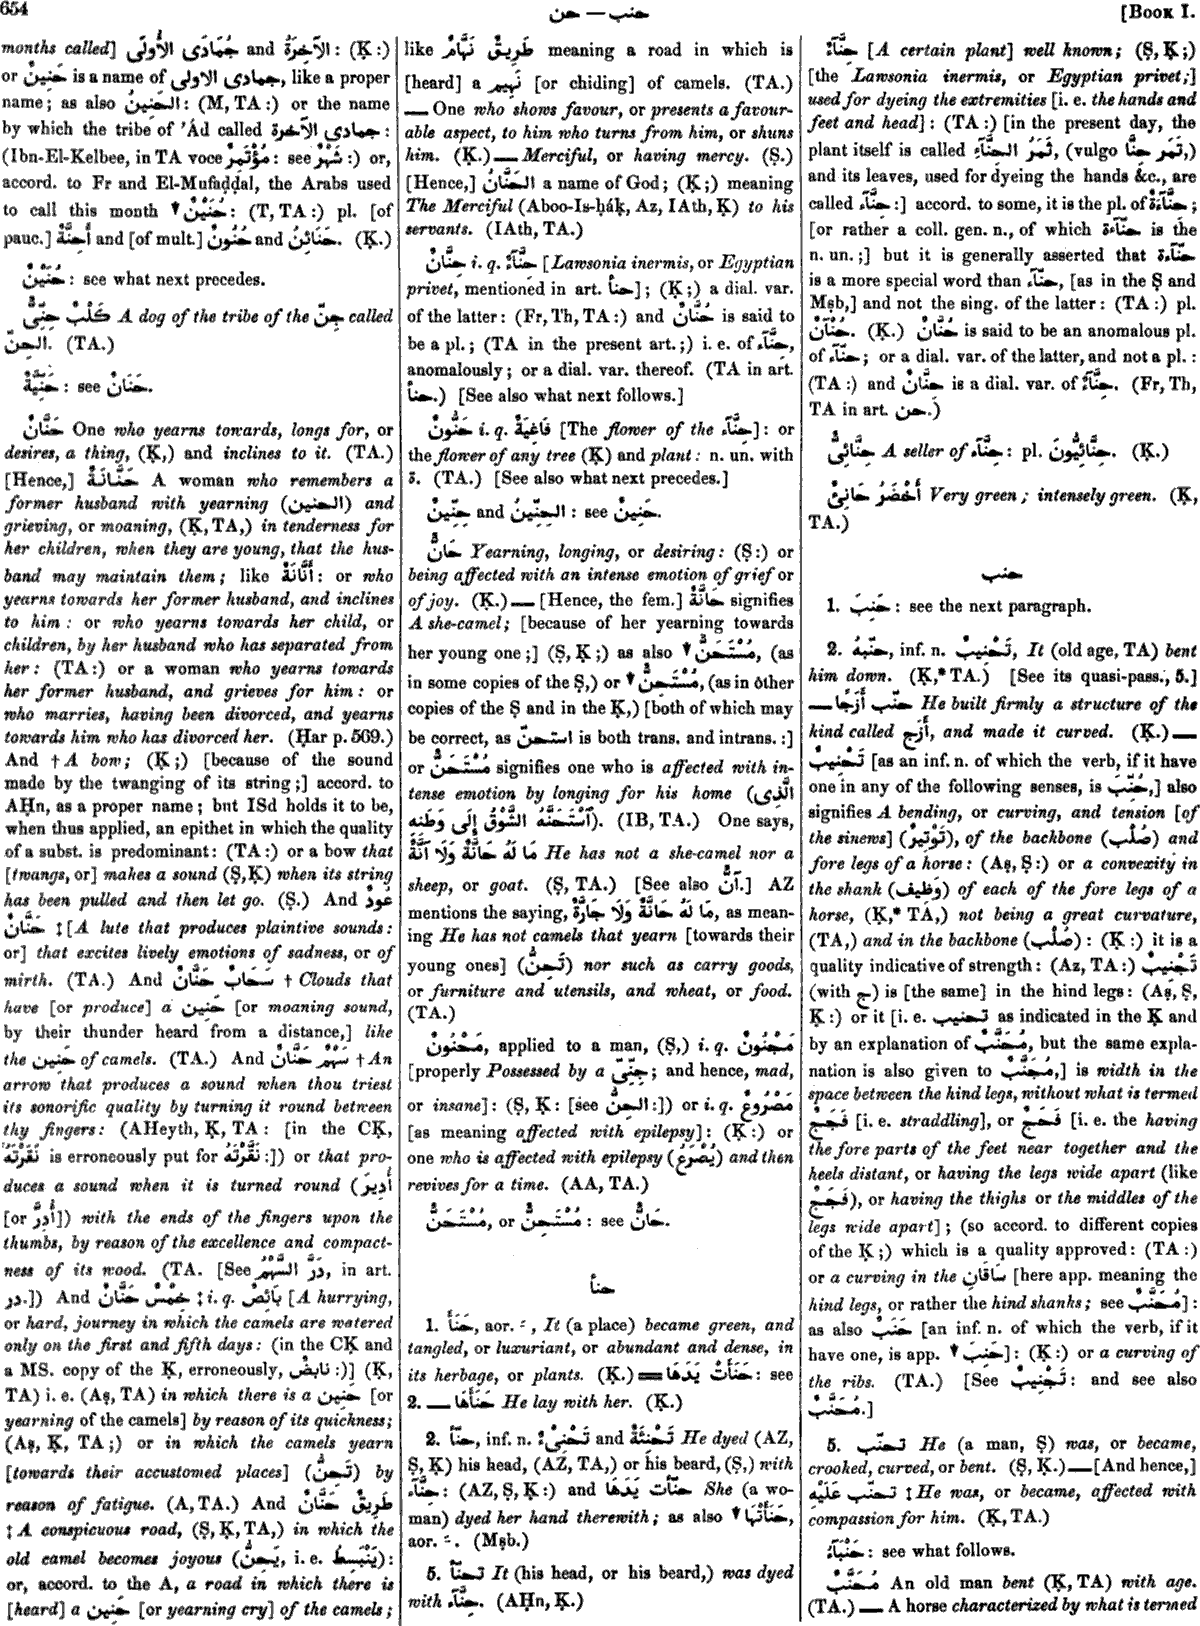 654
حنب — حن
[Book I.
months called] جُمَادَى الأُولَى and الآخِرَةُ: (Ḳ:)
or حَنِينٌ is a name of جمادى الاولى, like a proper
name; as also الحَنِينُ: (M, TA:) or the name
by which the tribe of ’Ád called جمادى الآخرة:
(Ibn-El-Kelbee, in TA voce مُؤْتَمِرٌ: see شَهْرٌ:) or,
accord. to Fr and El-Mufaḍḍal, the Arabs used
to call this month ↓ حُنَيْنٌ: (T, TA:) pl. [of
pauc.] أَحِنَّةٌ and [of mult.] حُنُونٌ and حَنَائِنُ. (Ḳ.)
حُنَيْنٌ: see what next precedes.
كَلْبٌ حِنِّىٌّ A dog of the tribe of the جِنّ called
الحِنّ. (TA.)
حَنِّيَّةٌ: see حَنَانٌ.
حَنَّانٌ One who yearns towards, longs for, or
desires, a thing, (Ḳ,) and inclines to it. (TA.)
[Hence,] حَنَّانَةٌ A woman who remembers a
former husband with yearning (الحنين) and
grieving, or moaning, (Ḳ, TA,) in tenderness for
her children, when they are young, that the hus-
band may maintain them; like أَنَّانَةٌ: or who
yearns towards her former husband, and inclines
to him: or who yearns towards her child, or
children, by her husband who has separated from
her: (TA:) or a woman who yearns towards
her former husband, and grieves for him: or
who marries, having been divorced, and yearns
towards him who has divorced her. (Ḥar p. 569.)
And † A bow; (Ḳ;) [because of the sound
made by the twanging of its string;] accord. to
AḤn, as a proper name; but ISd holds it to be,
when thus applied, an epithet in which the quality
of a subst. is predominant: (TA:) or a bow that
[twangs, or] makes a sound (Ṣ,Ḳ) when its string
has been pulled and then let go. (Ṣ.) And عُودٌ
حَنَّانٌ ‡ [A lute that produces plaintive sounds:
or] that excites lively emotions of sadness, or of
mirth. (TA.) And سَحَابٌ حَنَّانٌ † Clouds that
have [or produce] a حَنِين [or moaning sound,
by their thunder heard from a distance,] like
the حَنِين of camels. (TA.) And سَهْمٌ حَنَّانٌ † An
arrow that produces a sound when thou triest
its sonorific quality by turning it round between
thy fingers: (AHeyth, Ḳ, TA: [in the CḲ,
نَقَّرْتَهُ is erroneously put for نَقَّزْتَهُ:]) or that pro-
duces a sound when it is turned round (أُدِيرَ
[or أُدِرَّ]) with the ends of the fingers upon the
thumbs, by reason of the excellence and compact-
ness of its wood. (TA. [See دَرَّ السَّهْمُ, in art.
در.]) And خِمْسٌ حَنَّانٌ ‡ i. q. بَائِصٌ [A hurrying,
or hard, journey in which the camels are watered
only on the first and fifth days: (in the CḲ and
a MS. copy of the Ḳ, erroneously, نابض:)] (Ḳ,
TA) i. e. (Aṣ, TA) in which there is a حَنِين [or
yearning of the camels] by reason of its quickness;
(Aṣ, Ḳ, TA;) or in which the camels yearn
[towards their accustomed places] (تَحِنُّ) by
reason of fatigue. (A, TA.) And طَرِيقٌ حَنَّانٌ
‡ A conspicuous road, (Ṣ, Ḳ, TA,) in which the
old camel becomes joyous (يَحِنُّ, i. e. يَنْبَسِطُ):
or, accord. to the A, a road in which there is
[heard] a حَنِين [or yearning cry] of the camels;
like طَرِيقٌ نَهَّامٌ meaning a road in which is
[heard] a نَهِيم [or chiding] of camels. (TA.)
— One who shows favour, or presents a favour-
able aspect, to him who turns from him, or shuns
him. (Ḳ.) — Merciful, or having mercy. (Ṣ.)
[Hence,] الحَنَّانُ a name of God; (Ḳ;) meaning
The Merciful (Aboo-Is-ḥáḳ, Az, IAth, Ḳ) to his
servants. (IAth, TA.)
حِنَّانٌ i. q. حِنَّآءٌ [Lawsonia inermis, or Egyptian
privet, mentioned in art. حنأ]; (Ḳ;) a dial. var.
of the latter: (Fr, Th, TA:) and حُنَّانٌ is said to
be a pl.; (TA in the present art.;) i. e. of حِنَّآء,
anomalously; or a dial. var. thereof. (TA in art.
حنأ.) [See also what next follows.]
حَنُّونٌ i. q. فَاغِيَةٌ [The flower of the حِنَّآء]: or
the flower of any tree (Ḳ) and plant: n. un. with
ة. (TA.) [See also what next precedes.]
حِنِّينٌ and الحِنِّينُ: see حَنِينٌ.
حَانٌّ Yearning, longing, or desiring: (Ṣ:) or
being affected with an intense emotion of grief or
of joy. (Ḳ.) — [Hence, the fem.] حَانَّةٌ signifies
A she-camel; [because of her yearning towards
her young one;] (Ṣ, Ḳ;) as also ↓ مُسْتَحَنٌّ, (as
in some copies of the Ṣ,) or ↓ مُسْتَحِنٌّ, (as in other
copies of the Ṣ and in the Ḳ,) [both of which may
be correct, as استحنّ is both trans. and intrans.:]
or مُسْتَحَنٌّ signifies one who is affected with in-
tense emotion by longing for his home (الَّذِى
ٱسْتَحَنَّهُ الشَّوْقُ إِلَى وَطَنِهِ). (IB, TA.) One says,
مَا لَهُ حَانَّةٌ وَلَا آنَّةٌ He has not a she-camel nor a
sheep, or goat. (Ṣ, TA.) [See also آنٌّ.] AZ
mentions the saying, مَا لَهُ حَانَّةٌ وَلَا جَارَّةٌ, as mean-
ing He has not camels that yearn [towards their
young ones] (تَحِنُّ) nor such as carry goods,
or furniture and utensils, and wheat, or food.
(TA.)
مَحْنُونٌ, applied to a man, (Ṣ,) i. q. مَجْنُونٌ
[properly Possessed by a جِنِّىّ; and hence, mad,
or insane]: (Ṣ, Ḳ: [see الحِنُّ:]) or i. q. مَصْرُوعٌ
[as meaning affected with epilepsy]: (Ḳ:) or
one who is affected with epilepsy (يُصْرَعُ) and then
revives for a time. (AA, TA.)
مُسْتَحَنٌّ, or مُسْتَحِنٌّ: see حَانٌّ.
حنأ
1. حَنَأَ, aor. ـَ, It (a place) became green, and
tangled, or luxuriant, or abundant and dense, in
its herbage, or plants. (Ḳ.) = حَنَأَتْ يَدَهَا: see
2. — حَنَأَهَا He lay with her. (Ḳ.)
2. حنّأ, inf. n. تَحْنِىْءٌ and تَحْنِئَةٌ He dyed (AZ,
Ṣ, Ḳ) his head, (AZ, TA,) or his beard, (Ṣ,) with
حِنَّآء: (AZ, Ṣ, Ḳ:) and حنّأت يَدَهَا She (a wo-
man) dyed her hand therewith; as also ↓ حَنَأَتْهَا,
aor. ـَ. (Mṣb.)
5. تحنّأ It (his head, or his beard,) was dyed
with حِنَّآء. (AḤn, Ḳ.)
حِنَّآءٌ [A certain plant] well known; (Ṣ, Ḳ;)
[the Lawsonia inermis, or Egyptian privet;]
used for dyeing the extremities [i. e. the hands and
feet and head]: (TA:) [in the present day, the
plant itself is called ثَمَرُ الحِنَّآءِ, (vulgo تَمَر حِنَّا,)
and its leaves, used for dyeing the hands &c., are
called حِنَّآء:] accord. to some, it is the pl. of حِنَّآءَةٌ;
[or rather a coll. gen. n., of which حِنَّآءَة is the
n. un.;] but it is generally asserted that حِنَّآءَة
is a more special word than حِنَّآء, [as in the Ṣ and
Mṣb,] and not the sing. of the latter: (TA:) pl.
حُنَّآنٌ. (Ḳ.) حُنَّانٌ is said to be an anomalous pl.
of حِنَّآء; or a dial. var. of the latter, and not a pl.:
(TA:) and حِنَّانٌ is a dial. var. of حِنَّآءٌ. (Fr, Th,
TA in art. حن.)
حِنَّائِىٌّ A seller of حِنَّآء: pl. حِنَّائِيُّونَ. (Ḳ.)
أَخْضَرُ حَانِئٌ Very green; intensely green. (Ḳ,
TA.)
حنب
1. حَنِبَ: see the next paragraph.
2. حنّبهُ, inf. n. تَحْنِيبٌ, It (old age, TA) bent
him down. (Ḳ,* TA.) [See its quasi-pass., 5.]
— حنّب أَزَجًا He built firmly a structure of the
kind called أَزَج, and made it curved. (Ḳ.) —
تَحْنِيبٌ [as an inf. n. of which the verb, if it have
one in any of the following senses, is حُنِّبَ,] also
signifies A bending, or curving, and tension [of
the sinews] (تَوْتِيرٌ), of the backbone (صُلْب) and
fore legs of a horse: (Aṣ, Ṣ:) or a convexity in
the shank (وَظِيف) of each of the fore legs of a
horse, (Ḳ,* TA,) not being a great curvature,
(TA,) and in the backbone (صُلْب): (Ḳ:) it is a
quality indicative of strength: (Az, TA:) تَجْنِيبٌ
(with ج) is [the same] in the hind legs: (Aṣ, Ṣ,
Ḳ:) or it [i. e. تحنيب as indicated in the Ḳ and
by an explanation of مُحَنَّبٌ, but the same expla-
nation is also given to مُجَنَّبٌ,] is width in the
space between the hind legs, without what is termed
فَحَجٌ [i. e. straddling], or فَحَجٌ [i. e. the having
the fore parts of the feet near together and the
heels distant, or having the legs wide apart (like
فَجَجٌ), or having the thighs or the middles of the
legs wide apart]; (so accord. to different copies
of the Ḳ;) which is a quality approved: (TA:)
or a curving in the سَاقَانِ [here app. meaning the
hind legs, or rather the hind shanks; see مُحَنَّبٌ]:
as also حَنَبٌ [an inf. n. of which the verb, if it
have one, is app. ↓ حَنِبَ]: (Ḳ:) or a curving of
the ribs. (TA.) [See تَجْنِيبٌ: and see also
مُحَنَّبٌ.]
5. تحنّب He (a man, Ṣ) was, or became,
crooked, curved, or bent. (Ṣ, Ḳ.) — [And hence,]
تحنّب عَلَيْهِ ‡ He was, or became, affected with
compassion for him. (Ḳ, TA.)
حَنْبَآءُ: see what follows.
مُحَنَّبٌ An old man bent (Ḳ, TA) with age.
(TA.) — A horse characterized by what is termed